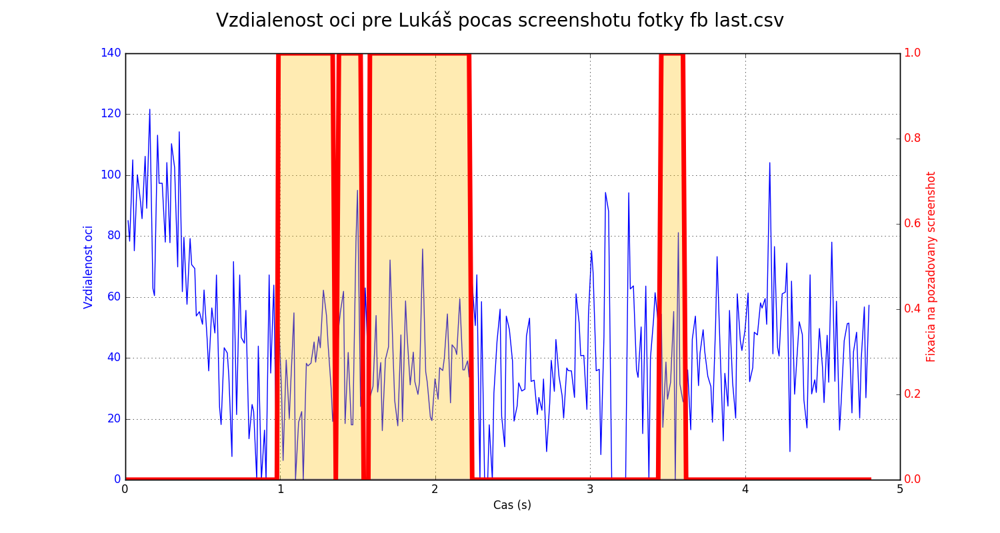 Vzdialenost oci pre Lukáš pocas screenshotu fotky fb last.csv
140
120
100
80
60
40
20
0
Vzdialenost oci
1.0
0.8
0.6
0.4
0.2
0.0
Fixacia na pozadovany screenshot
0 1 2 3 4 5
Cas (s)